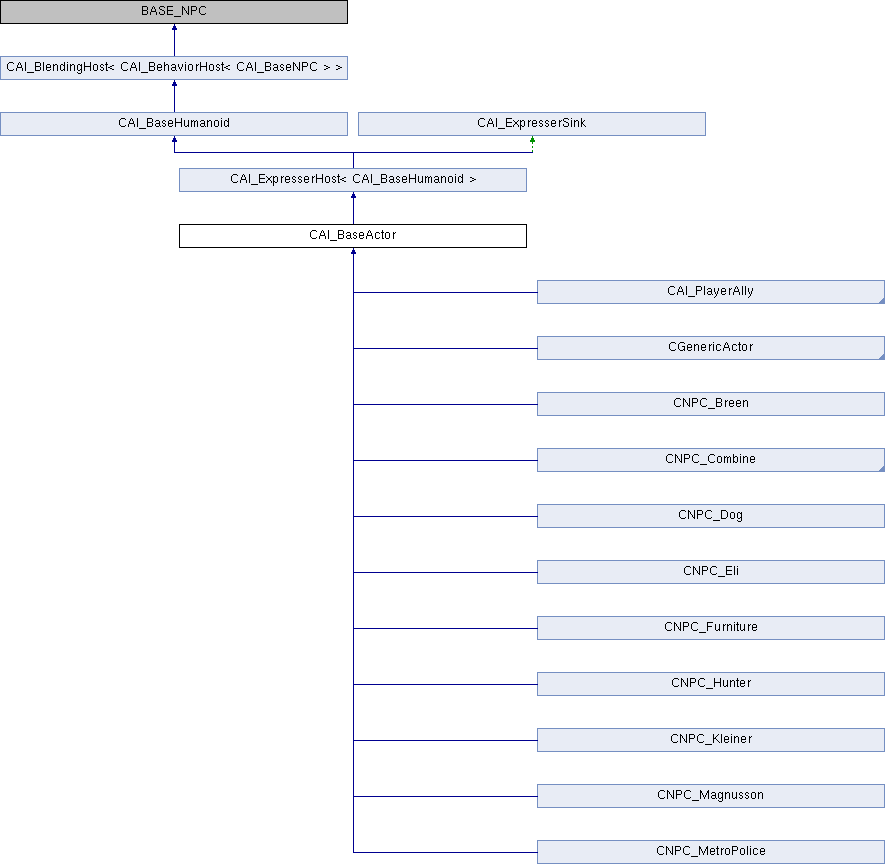 BASE_NPC
CAI_BlendingHost< CAI_BehaviorHost< CAI_BaseNPC > >
CAI_BaseHumanoid
CAI_ExpresserSink
CAI_ExpresserHost< CAI_BaseHumanoid >
CAI_BaseActor
CAI_PlayerAlly
CGenericActor
CNPC_Breen
CNPC_Combine
CNPC_Dog
CNPC_Eli
CNPC_Furniture
CNPC_Hunter
CNPC_Kleiner
CNPC_Magnusson
CNPC_MetroPolice